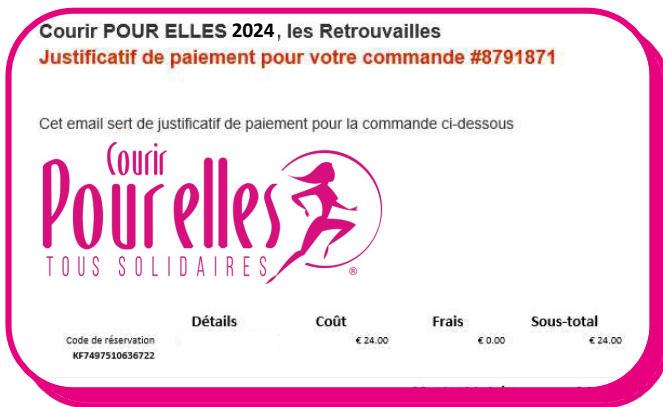 Courir POUR ELLES 2024, les Retrouvailles
Justificatif de paiement pour votre commande #8791871
Cet email sert de justificatif de paiement pour la commande ci-dessous
Courir
Pour elles
TOUS SOLIDAIRES
®
Détails Coût Frais Sous-total
Code de réservation € 24.00 € 0.00 € 24.00
KF7497510636722